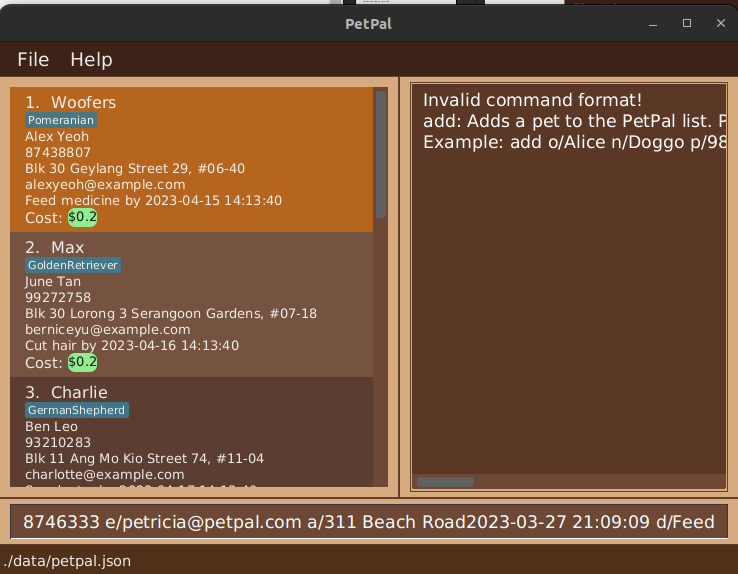 PetPal
File Help
1. Woofers
Pomeranian
Alex Yeoh
87438807
Blk 30 Geylang Street 29, #06-40
alexyeoh@example.com
Feed medicine by 2023-04-15 14:13:40
Cost: $0.2
2. Max
GoldenRetriever
June Tan
99272758
Blk 30 Lorong 3 Serangoon Gardens, #07-18
berniceyu@example.com
Cut hair by 2023-04-16 14:13:40
Cost: $0.2
3. Charlie
GermanShepherd
Ben Leo
93210283
Blk 11 Ang Mo Kio Street 74, #11-04
charlotte@example.com
Invalid command format!
add: Adds a pet to the PetPal list. P
Example: add o/Alice n/Doggo p/98
8746333 e/petricia@petpal.com a/311 Beach Road2023-03-27 21:09:09 d/Feed
./data/petpal.json